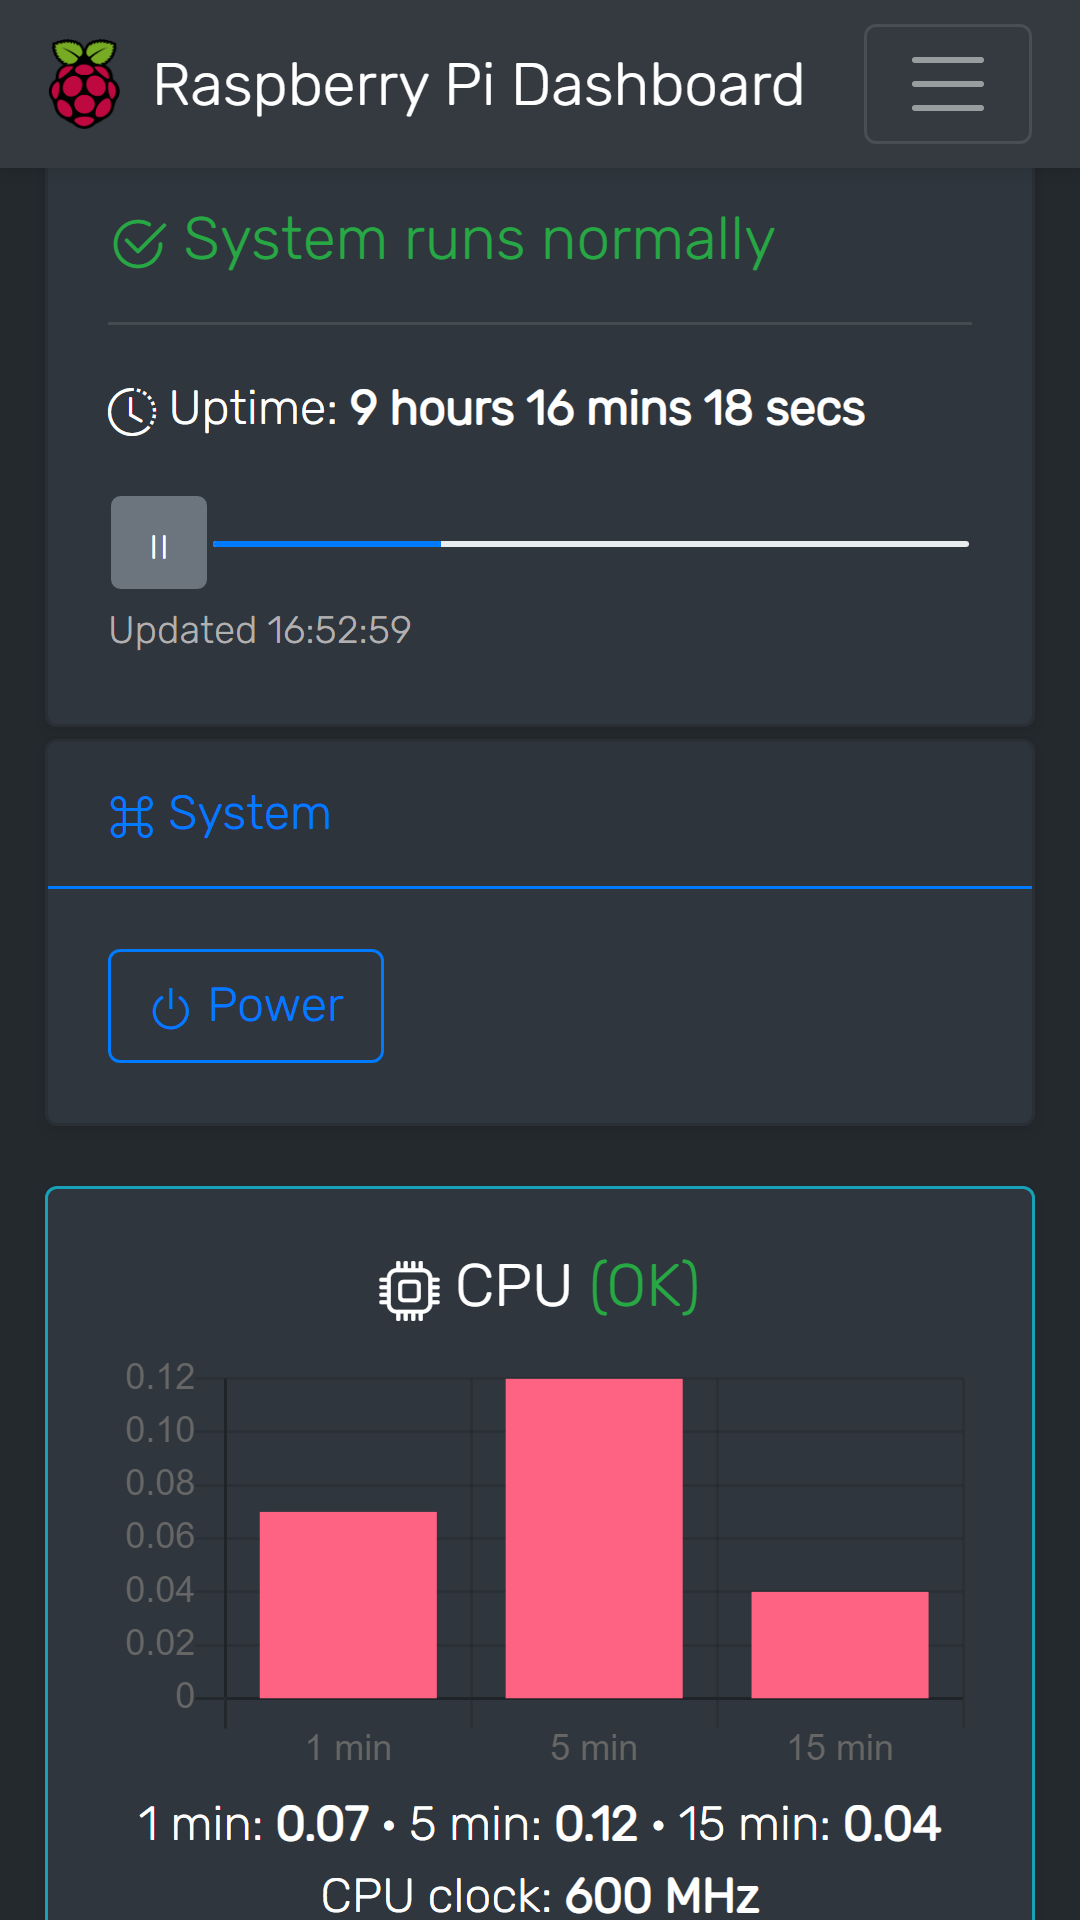 Raspberry Pi Dashboard
System runs normally
Uptime: 9 hours 16 mins 18 secs
Updated 16:52:59
System
Power
CPU (OK)
0.12
0.10
0.08
0.06
0.04
0.02
0
1 min 5 min 15 min
1 min: 0.07 • 5 min: 0.12 • 15 min: 0.04
CPU clock: 600 MHz